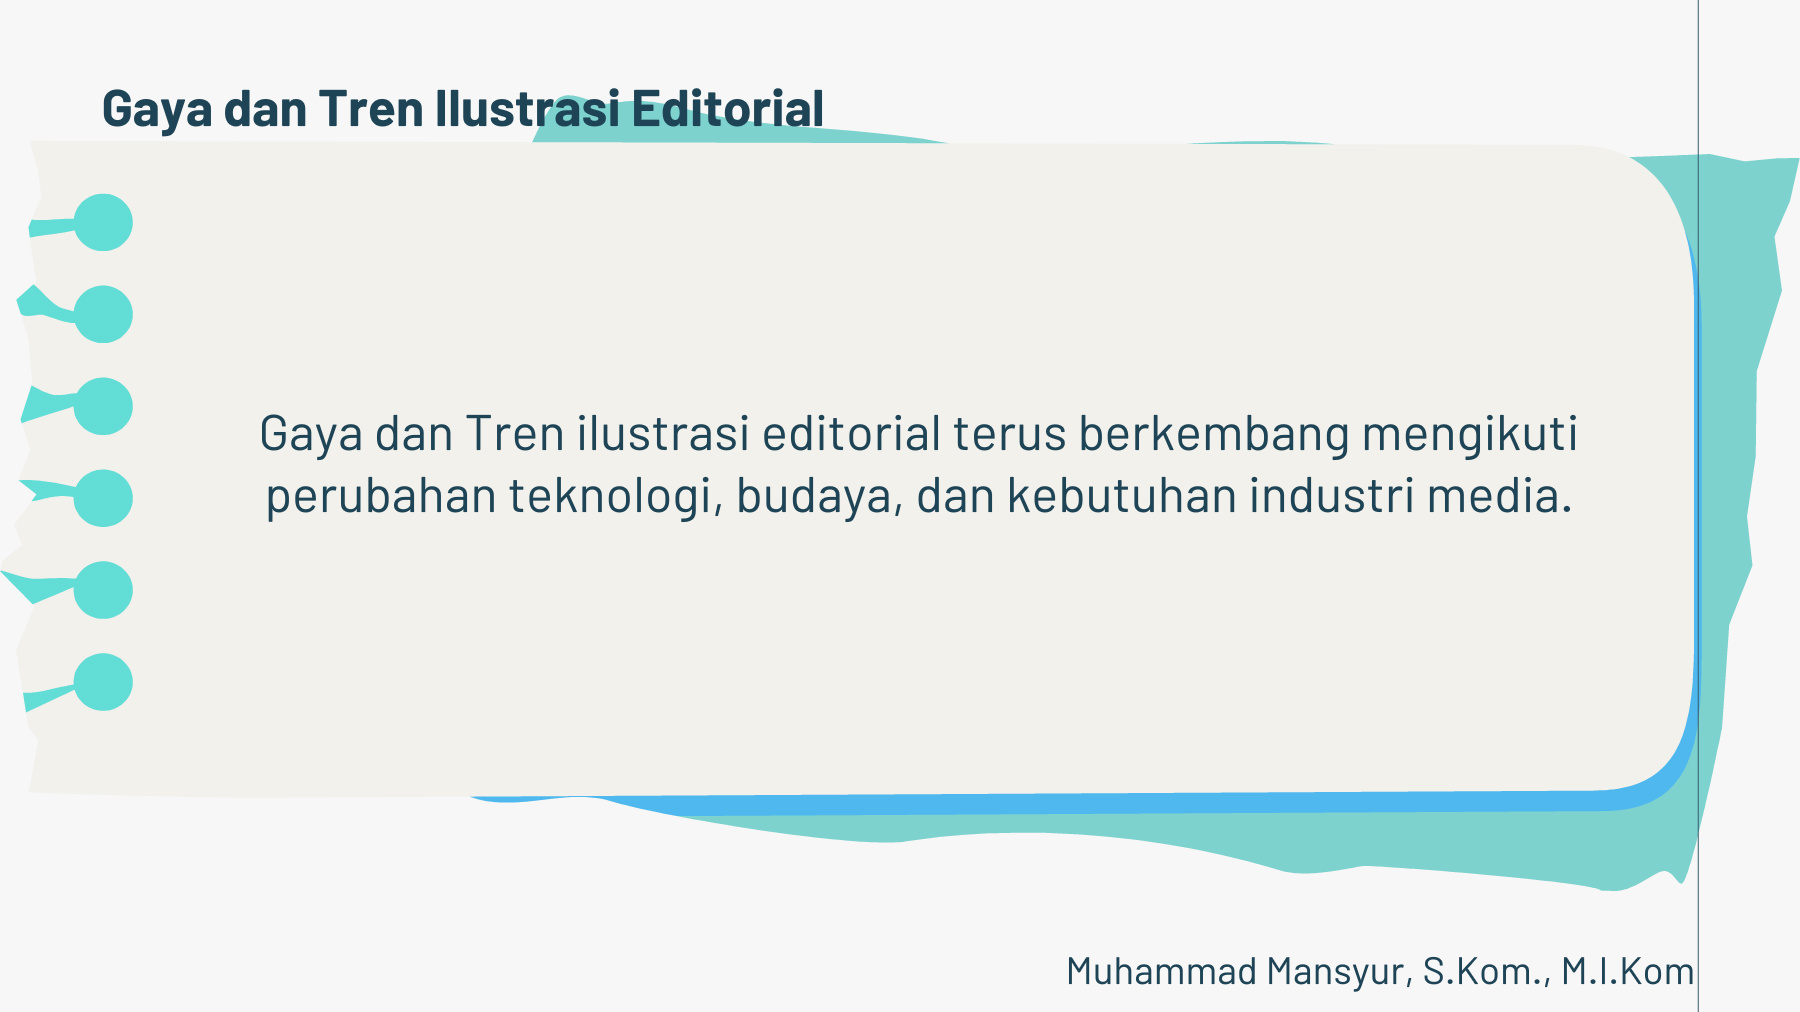 Gaya dan Tren Ilustrasi Editorial
Gaya dan Tren ilustrasi editorial terus berkembang mengikuti
perubahan teknologi, budaya, dan kebutuhan industri media.
Muhammad Mansyur, S.Kom., M.I.Kom